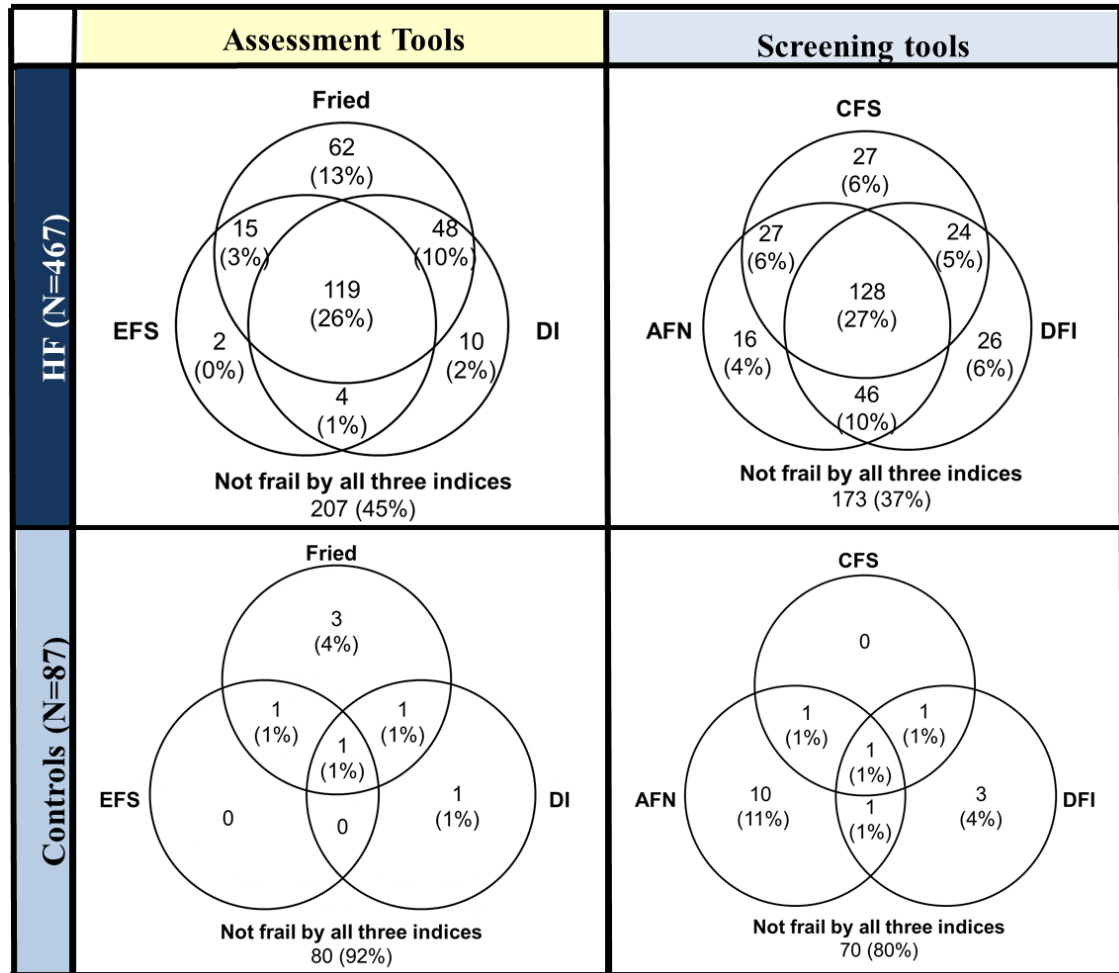 Assessment Tools
Screening tools
HF (N=467)
Fried
62
(13%)
15
(3%)
48
(10%)
119
(26%)
EFS
DI
2
(0%)
10
(2%)
4
(1%)
Not frail by all three indices
207 (45%)
CFS
27
(6%)
27
(6%)
24
(5%)
128
(27%)
AFN
DFI
16
(4%)
26
(6%)
46
(10%)
Not frail by all three indices
173 (37%)
Controls (N=87)
Fried
3
(4%)
1
(1%)
1
(1%)
1
(1%)
EFS
DI
0
0
1
(1%)
Not frail by all three indices
80 (92%)
CFS
0
1
(1%)
1
(1%)
1
(1%)
AFN
DFI
10
(11%)
1
(1%)
3
(4%)
Not frail by all three indices
70 (80%)